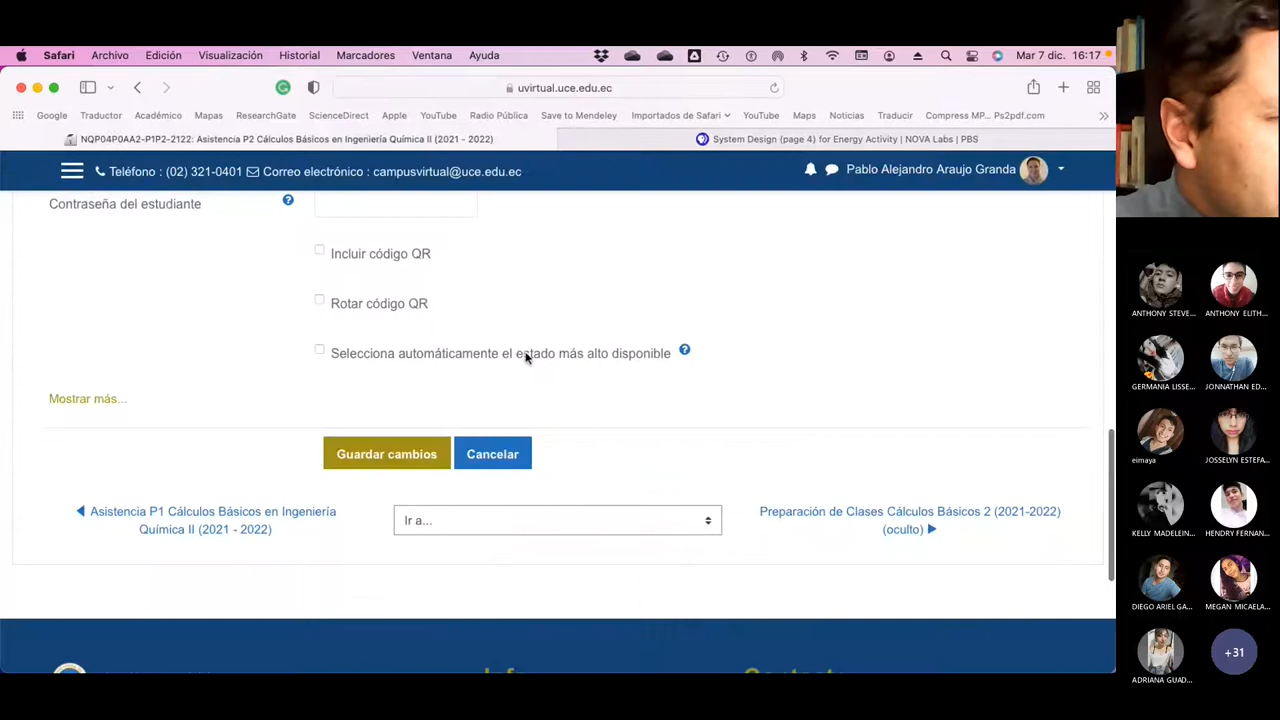 Safari Archivo Edición Visualización Historial Marcadores Ventana Ayuda Mar 7 dic. 16:17
uvirtual.uce.edu.ec
Google Traductor Académico Mapas ResearchGate ScienceDirect Apple YouTube Radio Pública Save to Mendeley Importados de Safari YouTube Maps Noticias Traducir Compress MP... Ps2pdf.com
NQP04P0AA2-P1P2-2122: Asistencia P2 Cálculos Básicos en Ingeniería Química II (2021 - 2022)
System Design (page 4) for Energy Activity | NOVA Labs | PBS
Teléfono : (02) 321-0401 Correo electrónico : campusvirtual@uce.edu.ec
Pablo Alejandro Araujo Granda
Contraseña del estudiante
Incluir código QR
Rotar código QR
Selecciona automáticamente el estado más alto disponible
Mostrar más...
Guardar cambios Cancelar
Asistencia P1 Cálculos Básicos en Ingeniería
Química II (2021 - 2022)
Ir a...
Preparación de Clases Cálculos Básicos 2 (2021-2022)
(oculto)
ANTHONY STEVE... ANTHONY ELITH...
GERMANIA LISSE... JONNATHAN ED...
eimaya JOSSELYN ESTEFA...
KELLY MADELEIN... HENDRY FERNAN...
DIEGO ARIEL GA... MEGAN MICAELA...
ADRIANA GUAD... +31